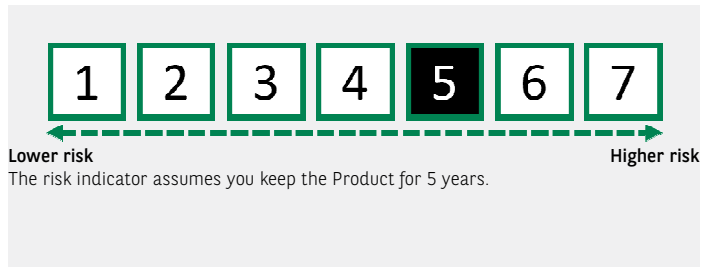 1 2 3 4 5 6 7
Lower risk Higher risk
The risk indicator assumes you keep the Product for 5 years.